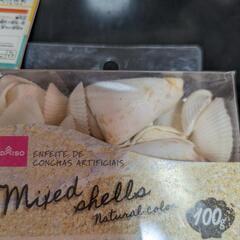 DAISO
ENFEITE DE
CONCHAS ARTIFICIAIS
Mixed shells
Natural color
100g